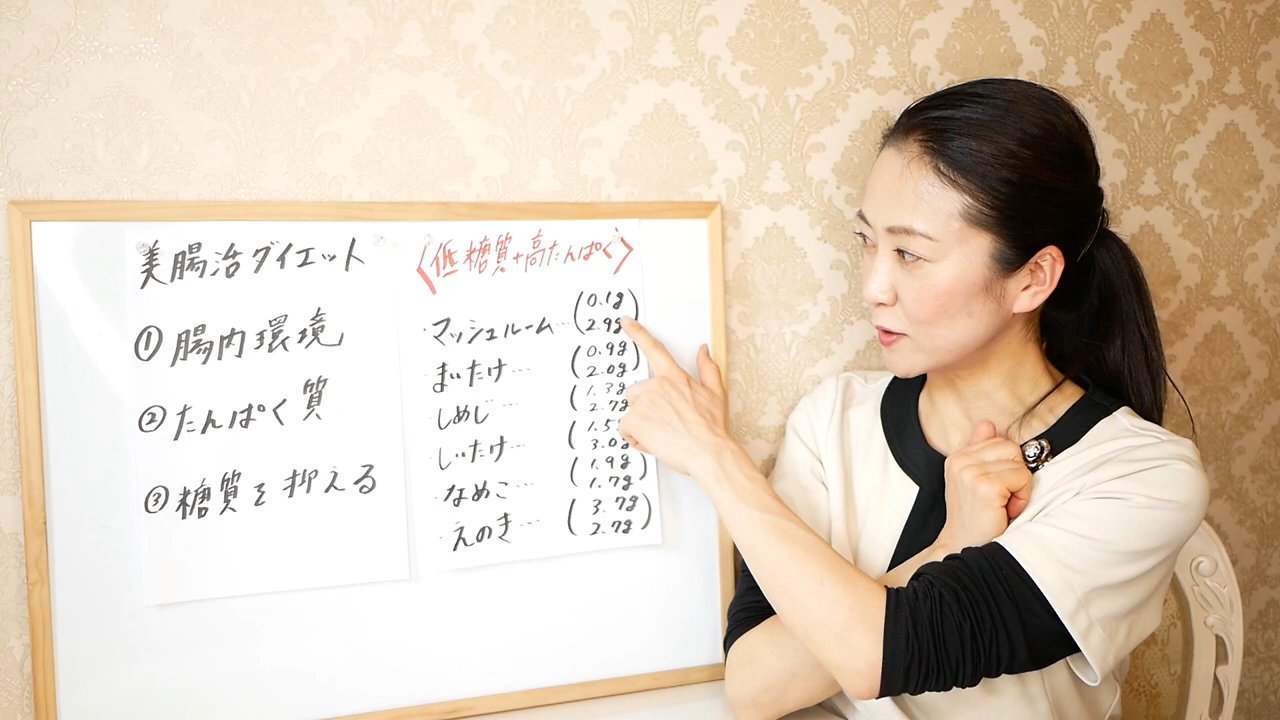 美腸治ダイエット
① 腸内環境
② たんぱく質
③ 糖質を抑える
〈低糖質+高たんぱく〉
・マッシュルーム…(0.1g
2.9g)
・まいたけ…(0.9g
2.0g)
・しめじ…(1.3g
2.7g
・しいたけ…(1.5g
3.0g
・なめこ…(1.9g
1.7g)
・えのき…(3.7g
2.7g)